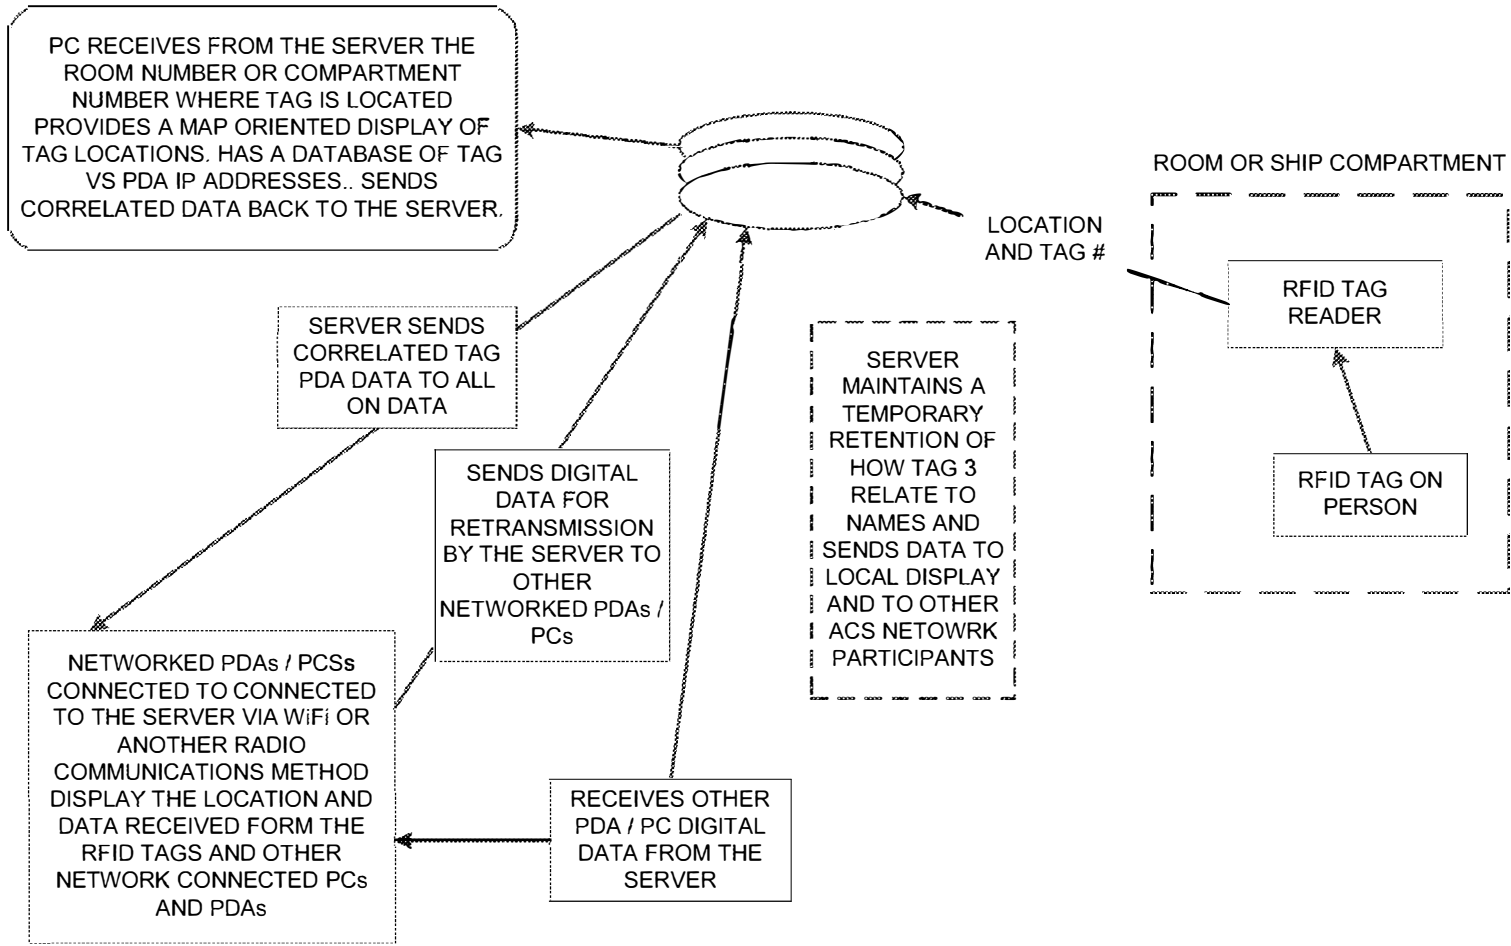 PC RECEIVES FROM THE SERVER THE
ROOM NUMBER OR COMPARTMENT
NUMBER WHERE TAG IS LOCATED
PROVIDES A MAP ORIENTED DISPLAY OF
TAG LOCATIONS. HAS A DATABASE OF TAG
VS PDA IP ADDRESSES.. SENDS
CORRELATED DATA BACK TO THE SERVER.
ROOM OR SHIP COMPARTMENT
LOCATION
AND TAG #
RFID TAG
READER
RFID TAG ON
PERSON
SERVER SENDS
CORRELATED TAG
PDA DATA TO ALL
ON DATA
SERVER
MAINTAINS A
TEMPORARY
RETENTION OF
HOW TAG 3
RELATE TO
NAMES AND
SENDS DATA TO
LOCAL DISPLAY
AND TO OTHER
ACS NETOWRK
PARTICIPANTS
SENDS DIGITAL
DATA FOR
RETRANSMISSION
BY THE SERVER TO
OTHER
NETWORKED PDAs /
PCs
NETWORKED PDAs / PCSs
CONNECTED TO CONNECTED
TO THE SERVER VIA WiFi OR
ANOTHER RADIO
COMMUNICATIONS METHOD
DISPLAY THE LOCATION AND
DATA RECEIVED FORM THE
RFID TAGS AND OTHER
NETWORK CONNECTED PCs
AND PDAs
RECEIVES OTHER
PDA / PC DIGITAL
DATA FROM THE
SERVER